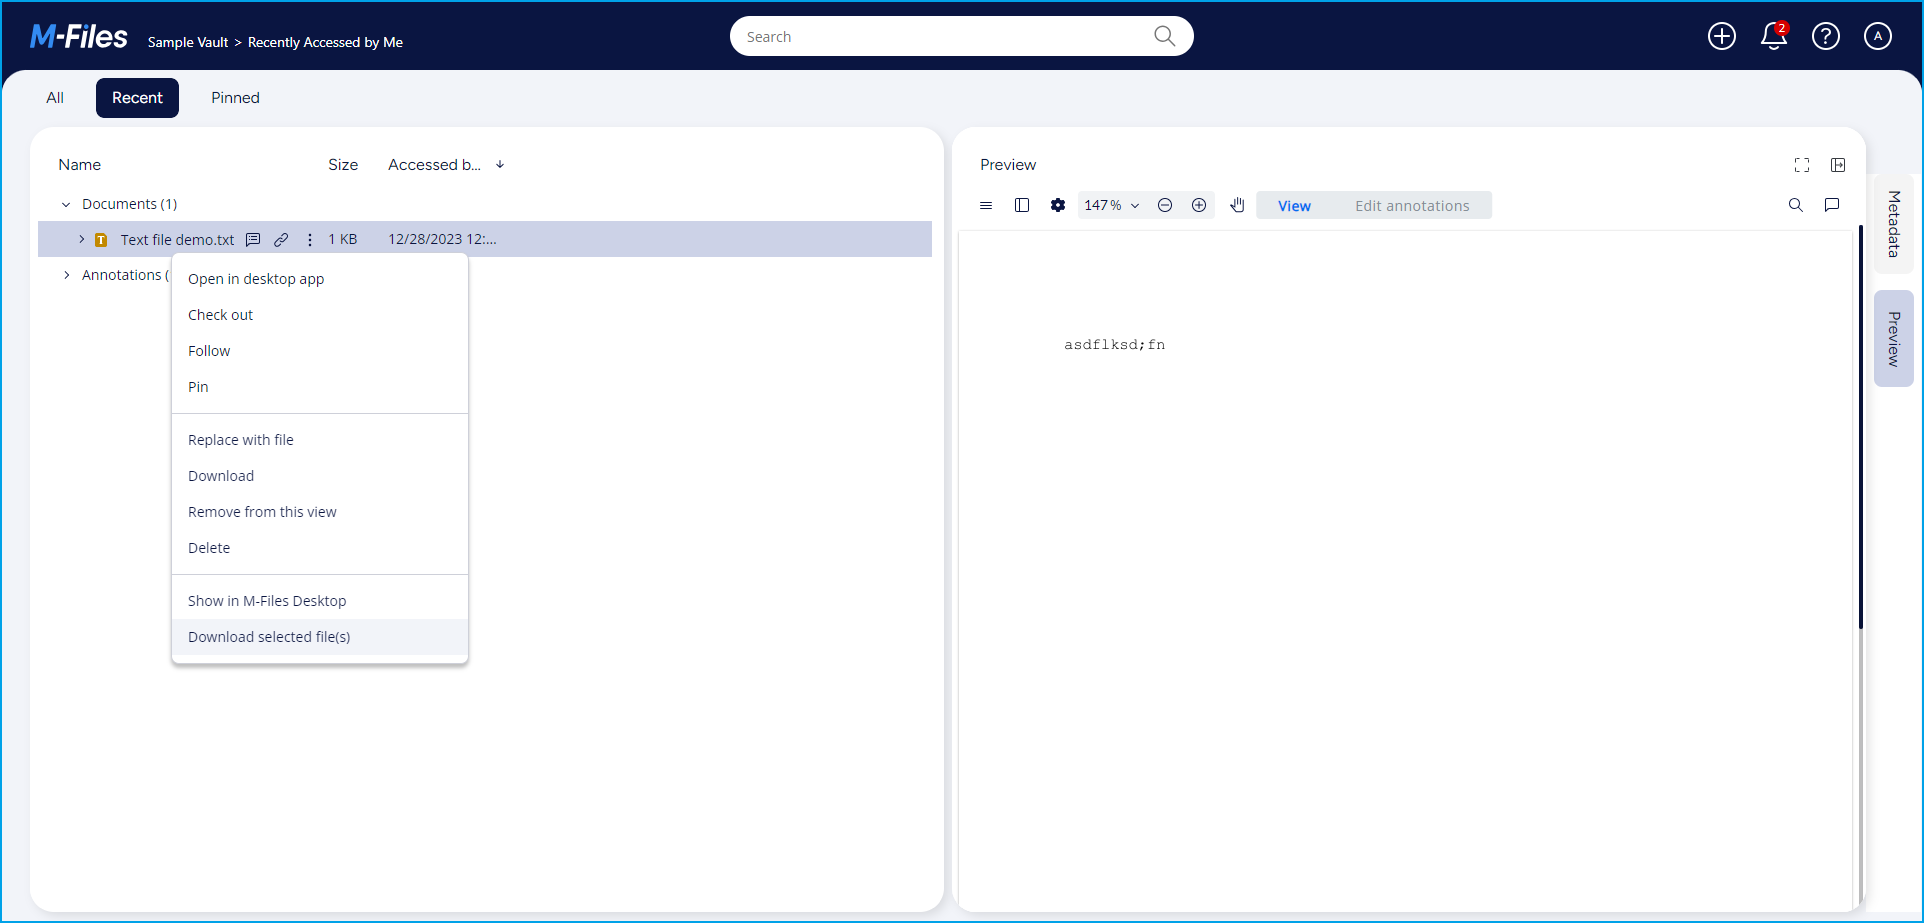 M-Files
Sample Vault > Recently Accessed by Me
Search
2
A
All
Recent
Pinned
Name
Size
Accessed b...
Documents (1)
T
Text file demo.txt
1 KB
12/28/2023 12:...
Annotations (
Open in desktop app
Check out
Follow
Pin
Replace with file
Download
Remove from this view
Delete
Show in M-Files Desktop
Download selected file(s)
Preview
147%
View
Edit annotations
asdflksd;fn
Metadata
Preview